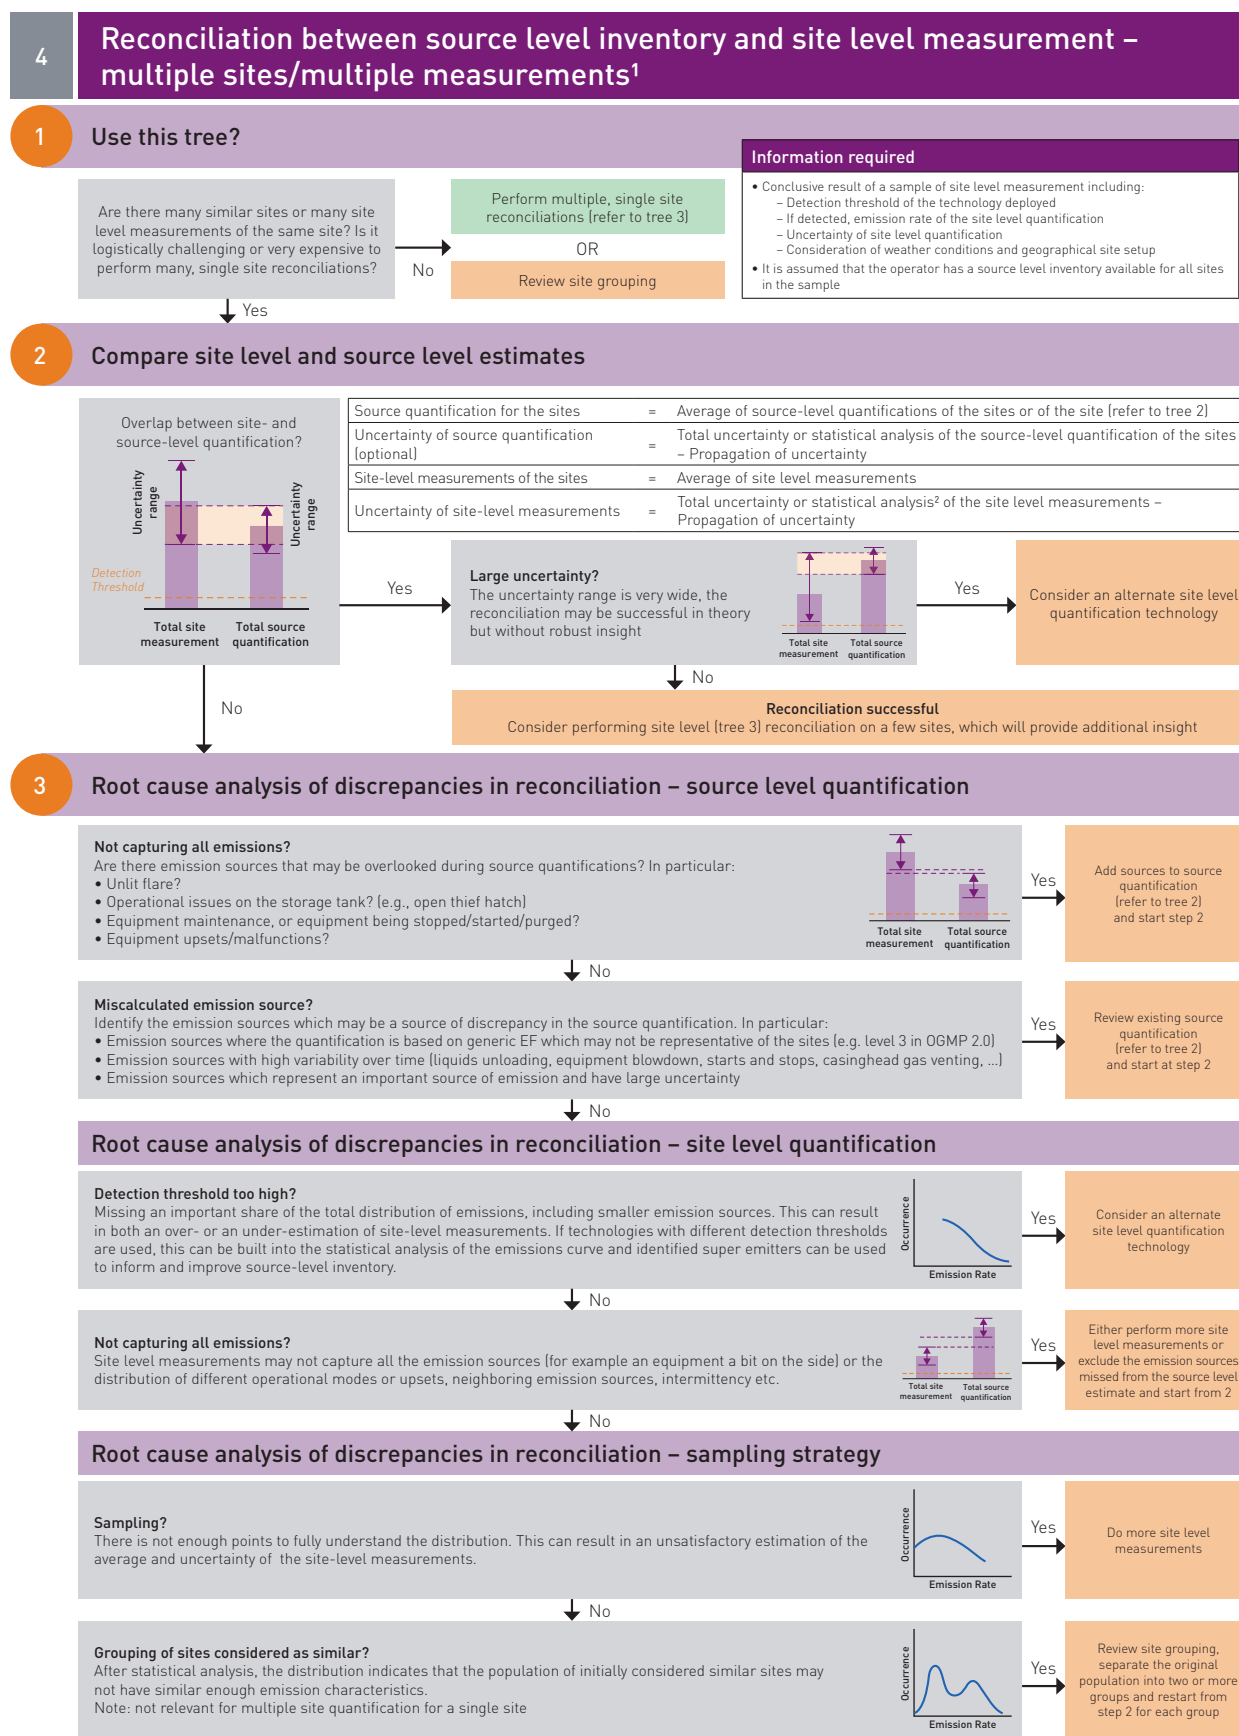 4
Reconciliation between source level inventory and site level measurement –
multiple sites/multiple measurements¹
1
Use this tree?
Are there many similar sites or many site
level measurements of the same site? Is it
logistically challenging or very expensive to
perform many, single site reconciliations?
No
Perform multiple, single site
reconciliations (refer to tree 3)
OR
Review site grouping
Information required
• Conclusive result of a sample of site level measurement including:
– Detection threshold of the technology deployed
– If detected, emission rate of the site level quantification
– Uncertainty of site level quantification
– Consideration of weather conditions and geographical site setup
• It is assumed that the operator has a source level inventory available for all sites
in the sample
Yes
2
Compare site level and source level estimates
Overlap between site- and
source-level quantification?
Uncertainty
range
Uncertainty
range
Detection
Threshold
Total site
measurement
Total source
quantification
Source quantification for the sites = Average of source-level quantifications of the sites or of the site (refer to tree 2)
Uncertainty of source quantification
(optional)
=
Total uncertainty or statistical analysis of the source-level quantification of the sites
– Propagation of uncertainty
Site-level measurements of the sites = Average of site level measurements
Uncertainty of site-level measurements =
Total uncertainty or statistical analysis² of the site level measurements –
Propagation of uncertainty
Yes
Large uncertainty?
The uncertainty range is very wide, the
reconciliation may be successful in theory
but without robust insight
Total site
measurement
Total source
quantification
Yes
Consider an alternate site level
quantification technology
No
No
Reconciliation successful
Consider performing site level (tree 3) reconciliation on a few sites, which will provide additional insight
3
Root cause analysis of discrepancies in reconciliation – source level quantification
Not capturing all emissions?
Are there emission sources that may be overlooked during source quantifications? In particular:
• Unlit flare?
• Operational issues on the storage tank? (e.g., open thief hatch)
• Equipment maintenance, or equipment being stopped/started/purged?
• Equipment upsets/malfunctions?
Total site
measurement
Total source
quantification
Yes
Add sources to source
quantification
(refer to tree 2)
and start step 2
No
Miscalculated emission source?
Identify the emission sources which may be a source of discrepancy in the source quantification. In particular:
• Emission sources where the quantification is based on generic EF which may not be representative of the sites (e.g. level 3 in OGMP 2.0)
• Emission sources with high variability over time (liquids unloading, equipment blowdown, starts and stops, casinghead gas venting, ...)
• Emission sources which represent an important source of emission and have large uncertainty
Yes
Review existing source
quantification
(refer to tree 2)
and start at step 2
No
Root cause analysis of discrepancies in reconciliation – site level quantification
Detection threshold too high?
Missing an important share of the total distribution of emissions, including smaller emission sources. This can result
in both an over- or an under-estimation of site-level measurements. If technologies with different detection thresholds
are used, this can be built into the statistical analysis of the emissions curve and identified super emitters can be used
to inform and improve source-level inventory.
Occurrence
Emission Rate
Yes
Consider an alternate
site level quantification
technology
No
Not capturing all emissions?
Site level measurements may not capture all the emission sources (for example an equipment a bit on the side) or the
distribution of different operational modes or upsets, neighboring emission sources, intermittency etc.
Total site
measurement
Total source
quantification
Yes
Either perform more site
level measurements or
exclude the emission sources
missed from the source level
estimate and start from 2
No
Root cause analysis of discrepancies in reconciliation – sampling strategy
Sampling?
There is not enough points to fully understand the distribution. This can result in an unsatisfactory estimation of the
average and uncertainty of the site-level measurements.
Occurrence
Emission Rate
Yes
Do more site level
measurements
No
Grouping of sites considered as similar?
After statistical analysis, the distribution indicates that the population of initially considered similar sites may
not have similar enough emission characteristics.
Note: not relevant for multiple site quantification for a single site
Occurrence
Emission Rate
Yes
Review site grouping,
separate the original
population into two or more
groups and restart from
step 2 for each group